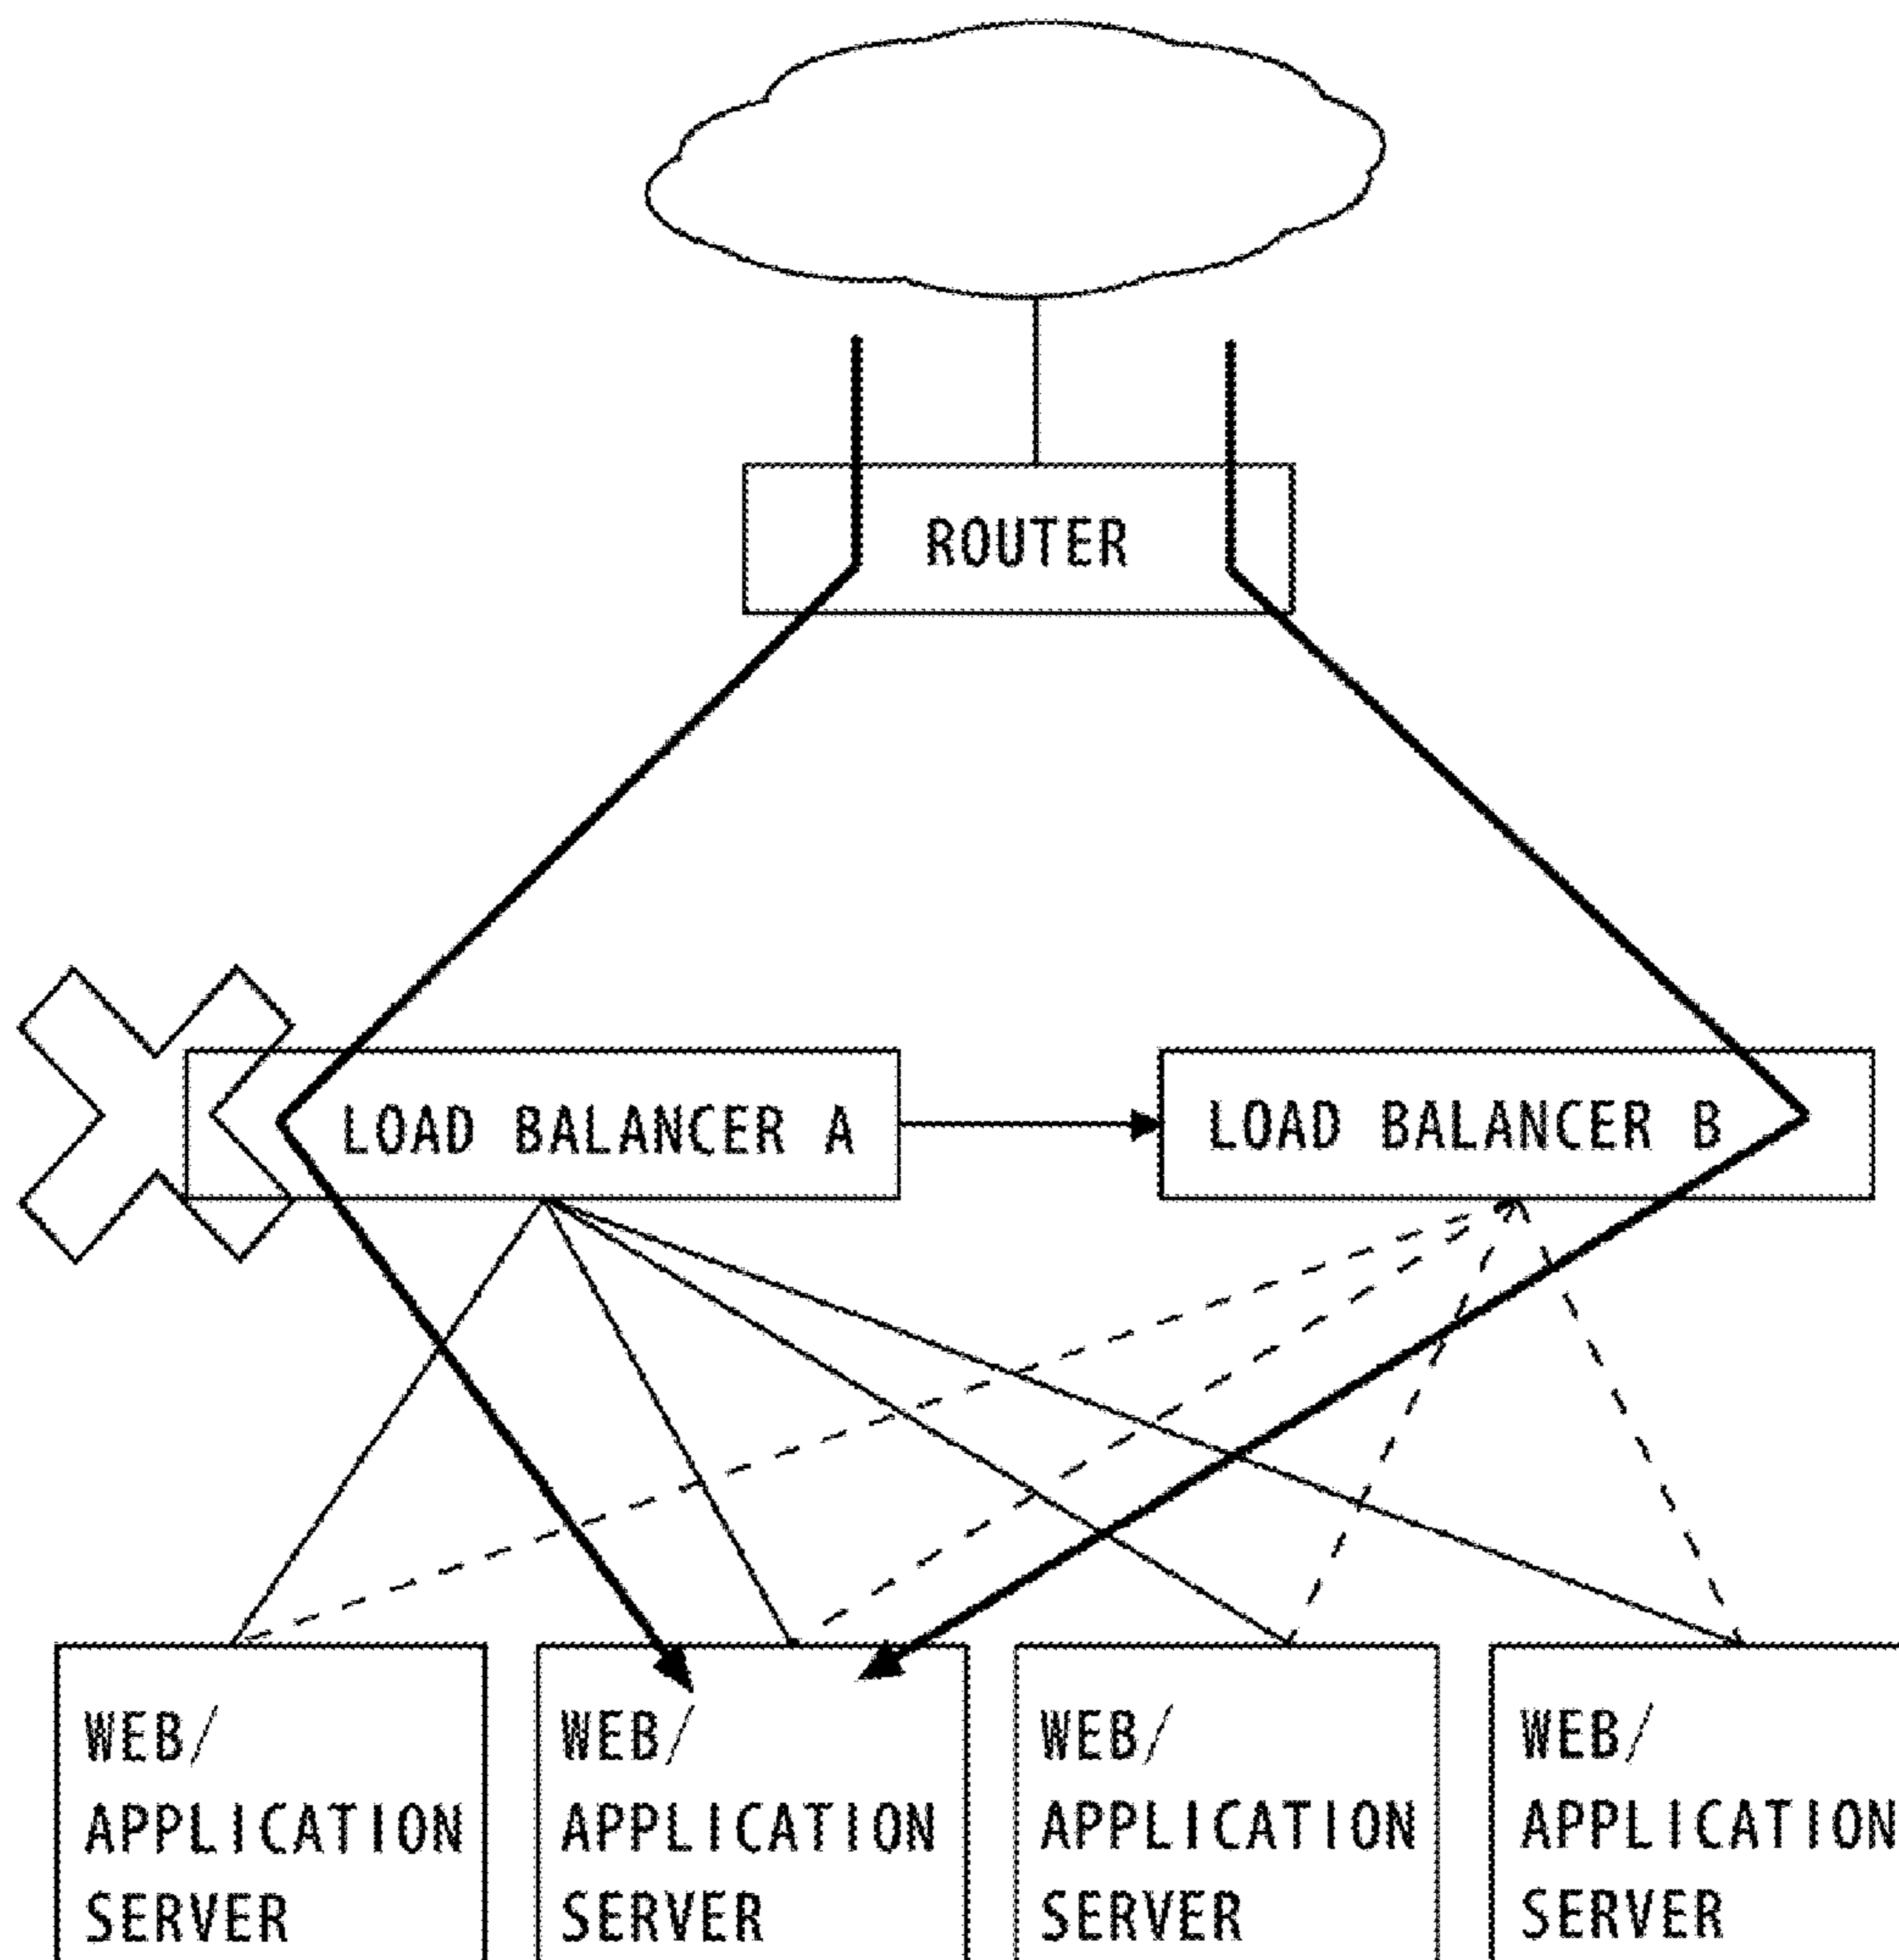 ROUTER
LOAD BALANCER A
LOAD BALANCER B
WEB/
APPLICATION
SERVER
WEB/
APPLICATION
SERVER
WEB/
APPLICATION
SERVER
WEB/
APPLICATION
SERVER